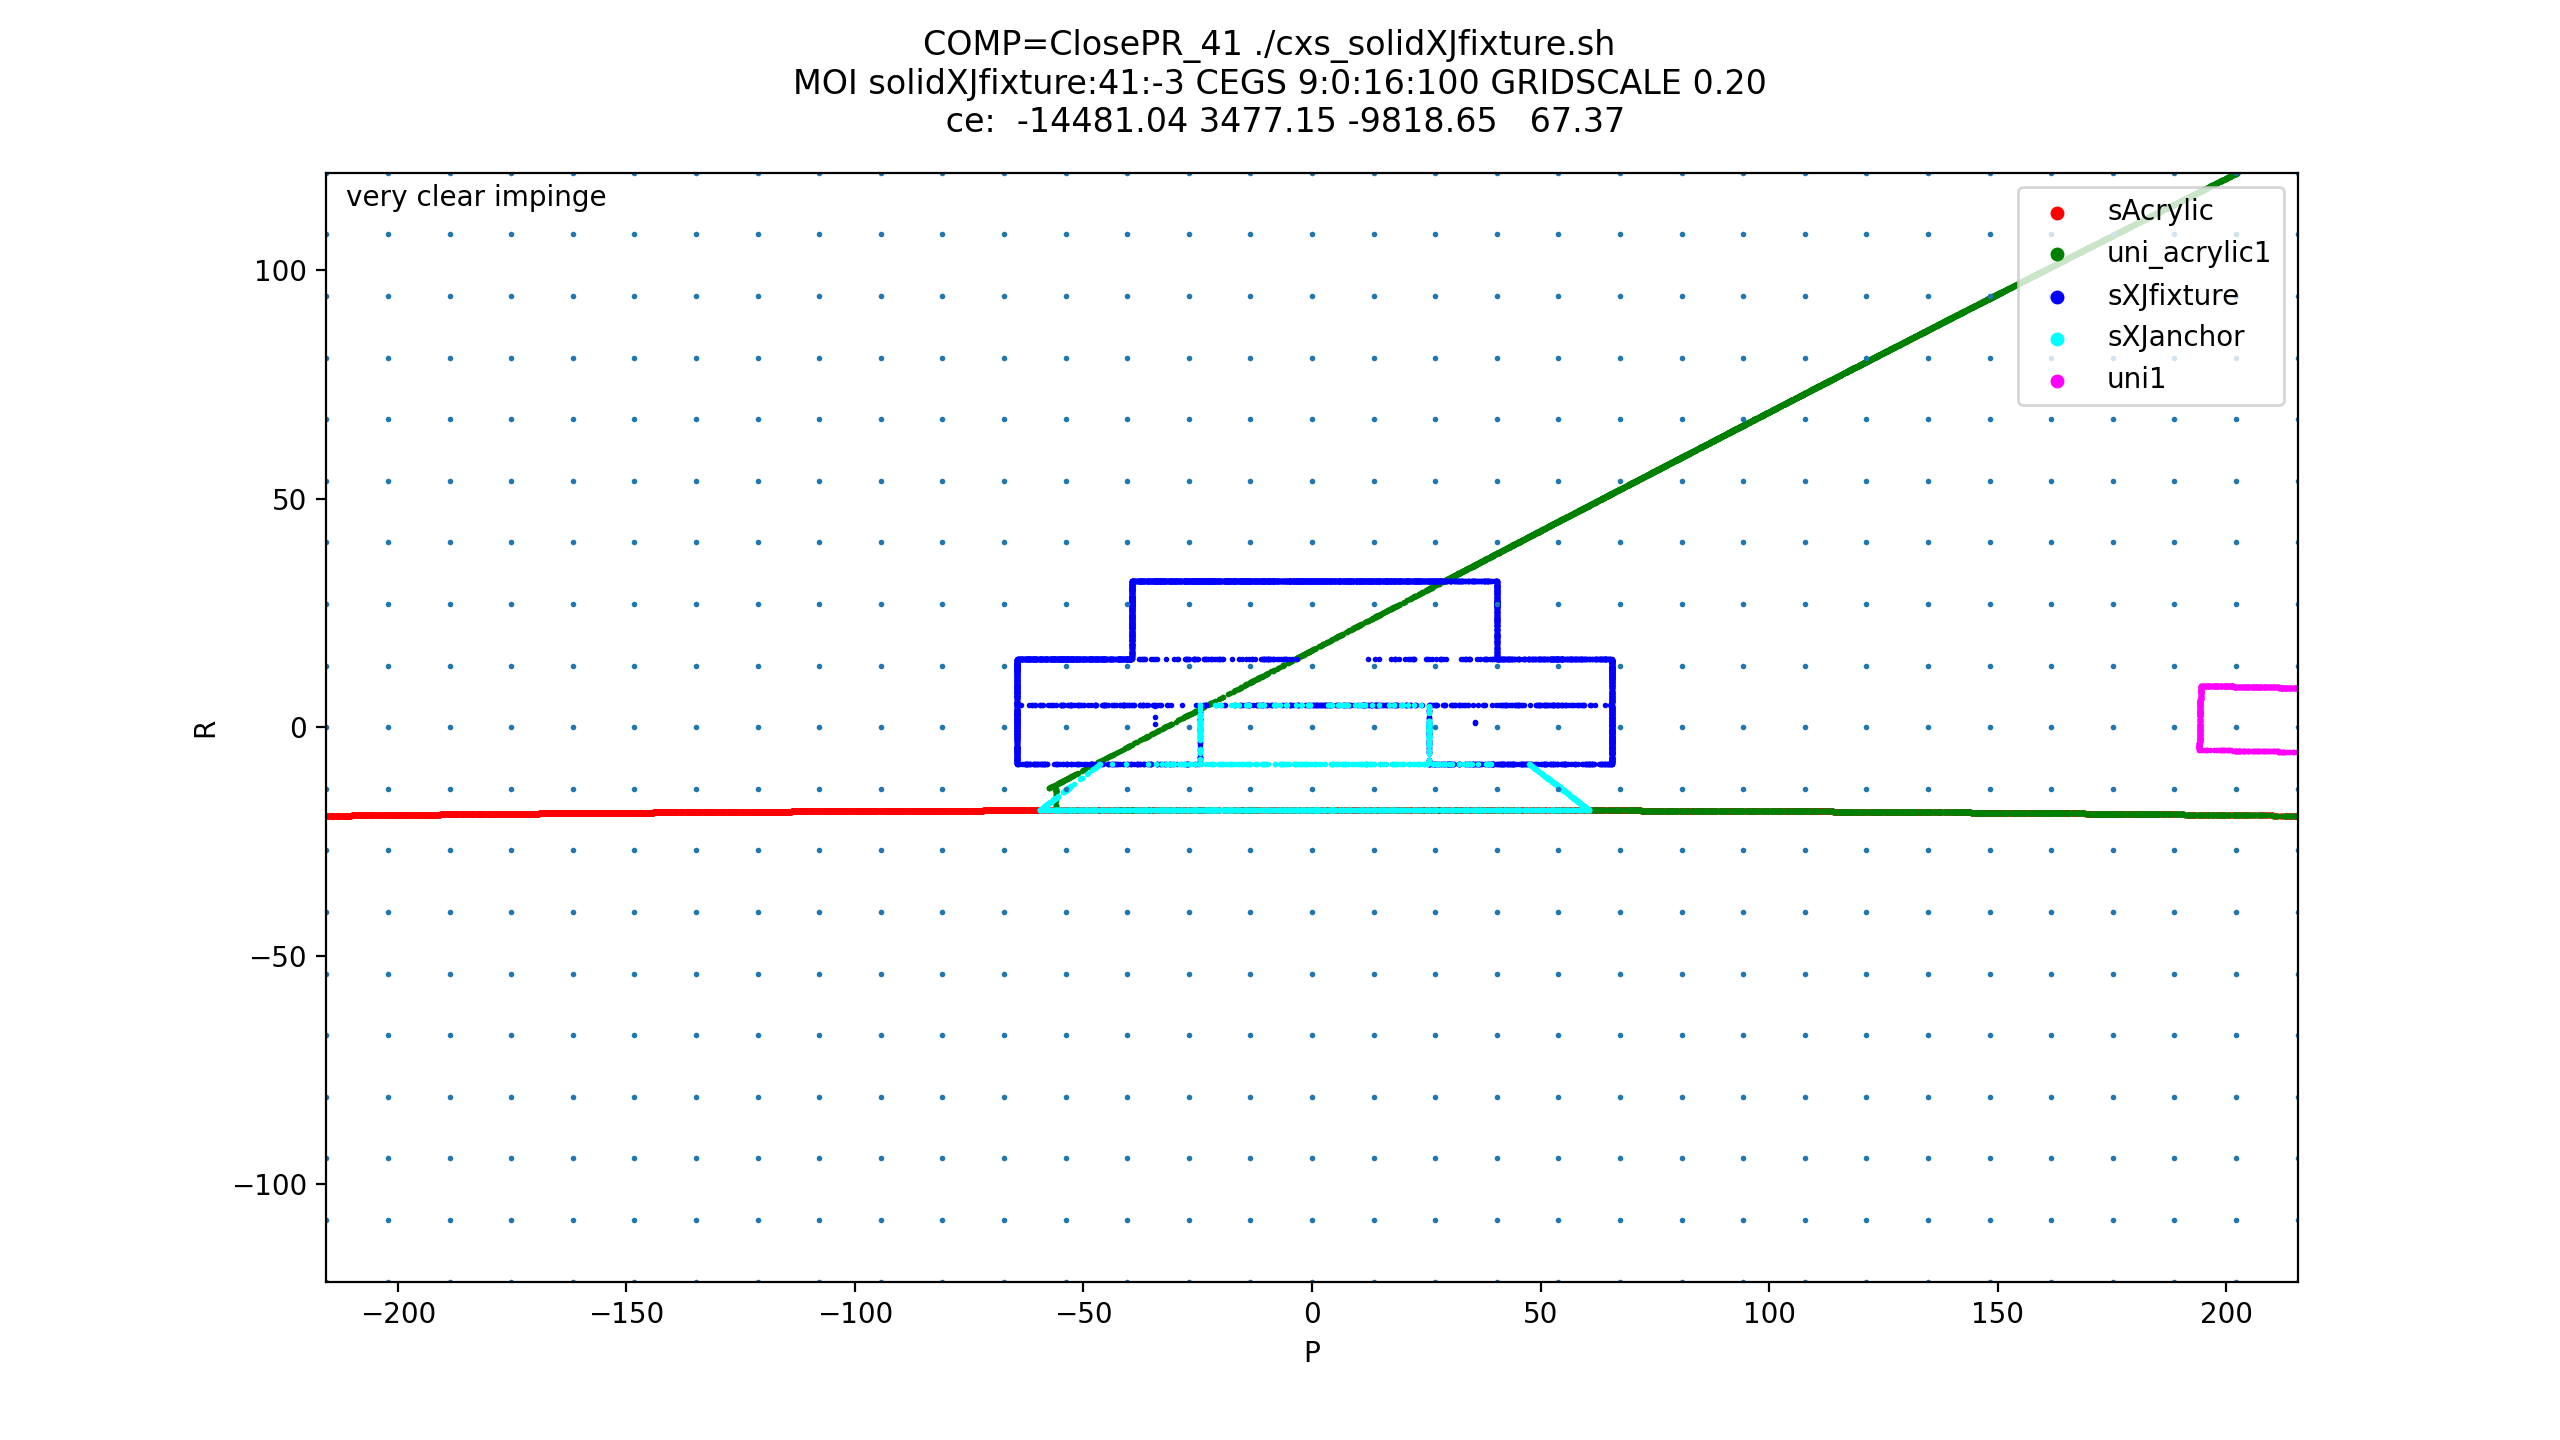 COMP=ClosePR_41 ./cxs_solidXJfixture.sh
MOI solidXJfixture:41:-3 CEGS 9:0:16:100 GRIDSCALE 0.20
ce:  -14481.04 3477.15 -9818.65   67.37
very clear impinge
sAcrylic
uni_acrylic1
sXJfixture
sXJanchor
uni1
100
50
0
−50
−100
R
−200
−150
−100
−50
0
50
100
150
200
P